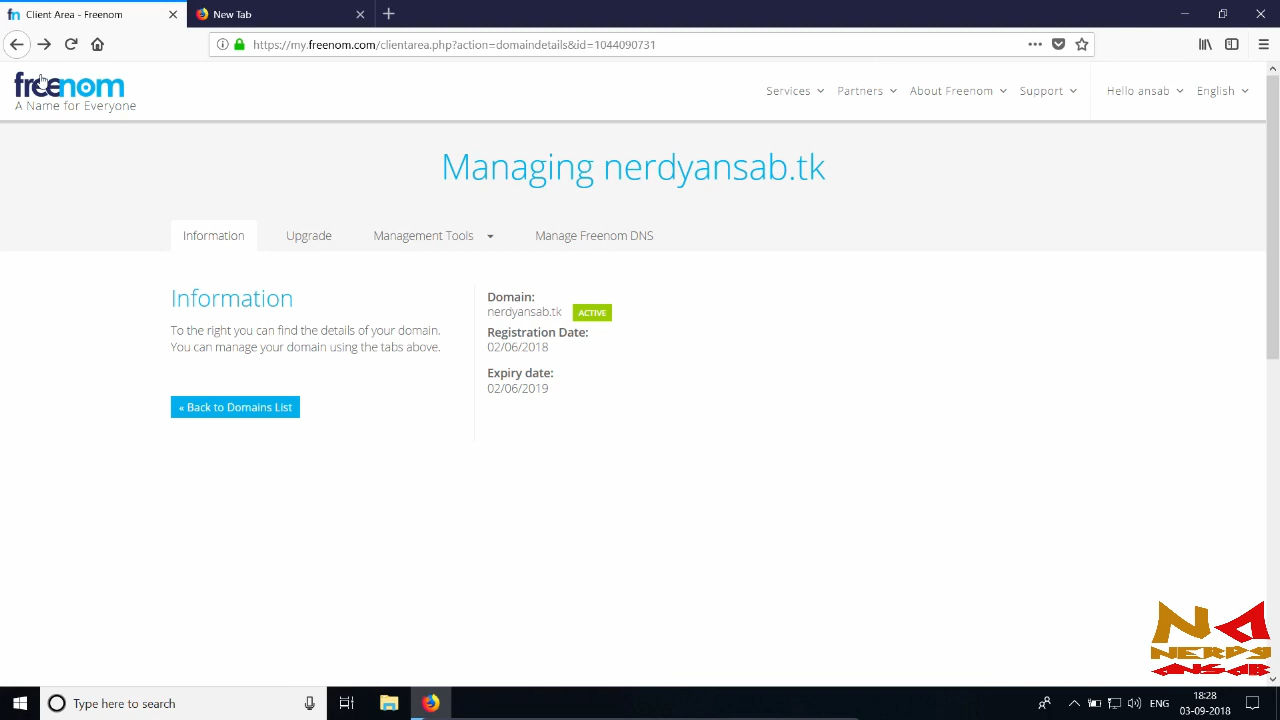 Client Area - Freenom
New Tab
https://my.freenom.com/clientarea.php?action=domaindetails&id=1044090731
freenom
A Name for Everyone
Services
Partners
About Freenom
Support
Hello ansab
English
Managing nerdyansab.tk
Information
Upgrade
Management Tools
Manage Freenom DNS
Information
To the right you can find the details of your domain.
You can manage your domain using the tabs above.
« Back to Domains List
Domain:
nerdyansab.tk ACTIVE
Registration Date:
02/06/2018
Expiry date:
02/06/2019
NA
NERDY
ANSAB
Type here to search
ENG
18:28
03-09-2018